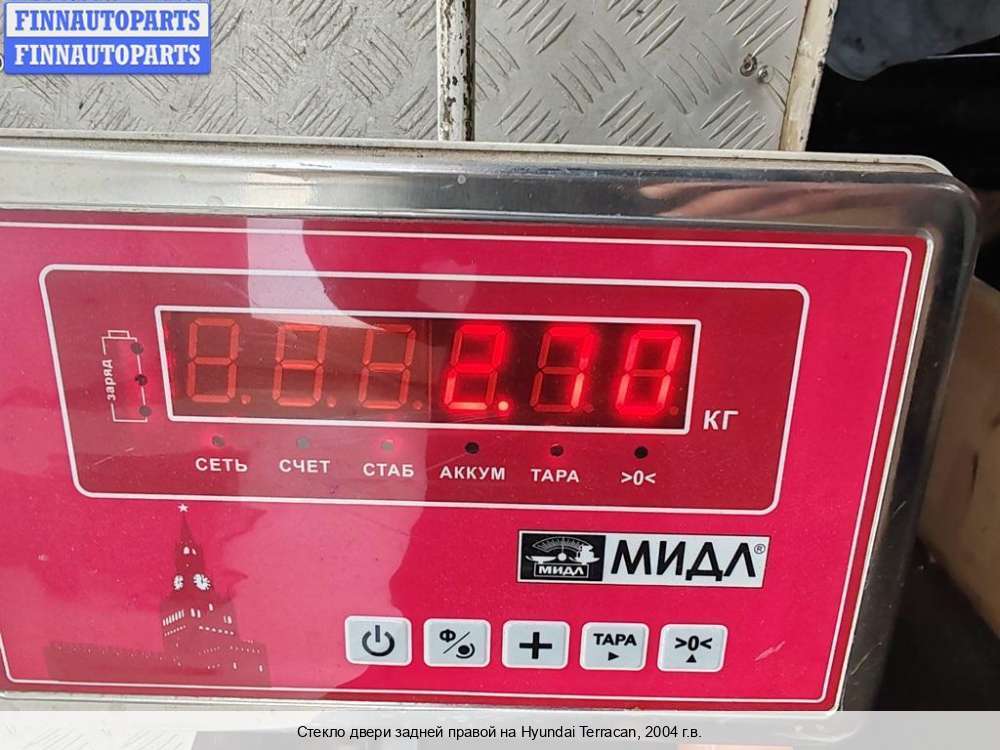 FINNAUTOPARTS
FINNAUTOPARTS
заряд
2.70
КГ
СЕТЬ СЧЕТ СТАБ АККУМ ТАРА >0<
МИДЛ МИДЛ®
Ф ТАРА >0<
Стекло двери задней правой на Hyundai Terracan, 2004 г.в.